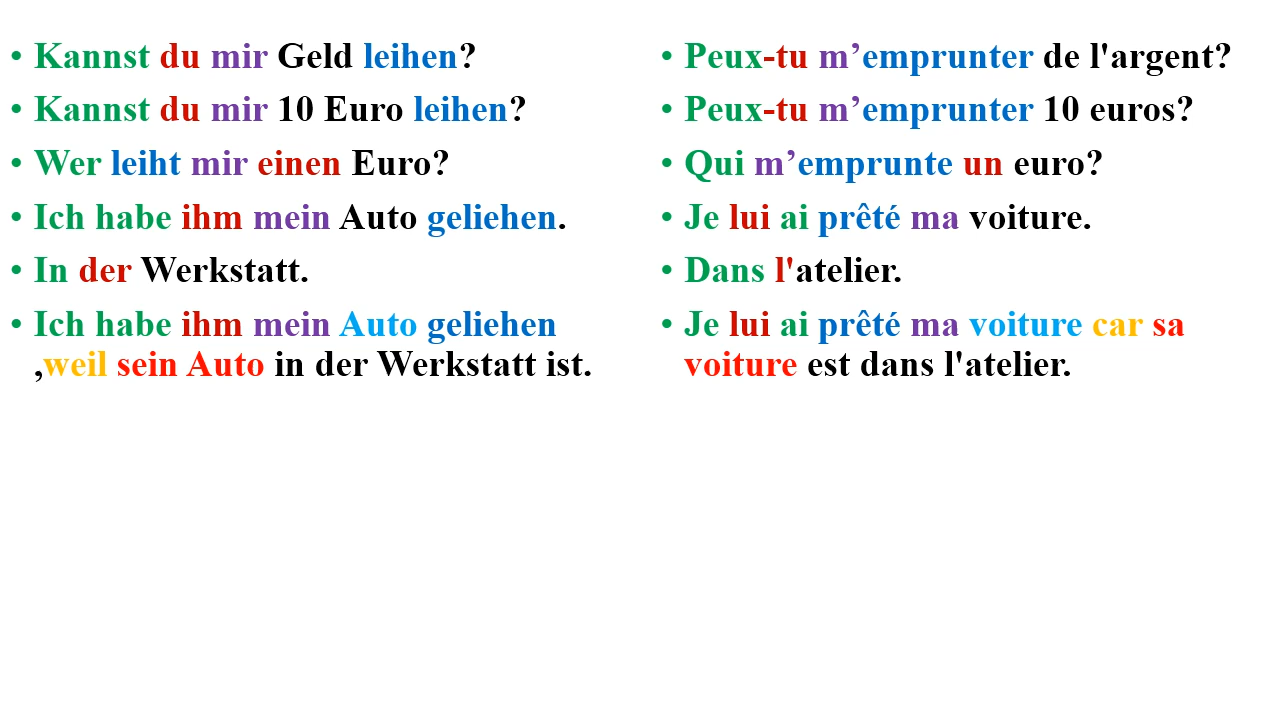 • Kannst du mir Geld leihen?
• Kannst du mir 10 Euro leihen?
• Wer leiht mir einen Euro?
• Ich habe ihm mein Auto geliehen.
• In der Werkstatt.
• Ich habe ihm mein Auto geliehen
,weil sein Auto in der Werkstatt ist.
• Peux-tu m’emprunter de l'argent?
• Peux-tu m’emprunter 10 euros?
• Qui m’emprunte un euro?
• Je lui ai prêté ma voiture.
• Dans l'atelier.
• Je lui ai prêté ma voiture car sa
voiture est dans l'atelier.